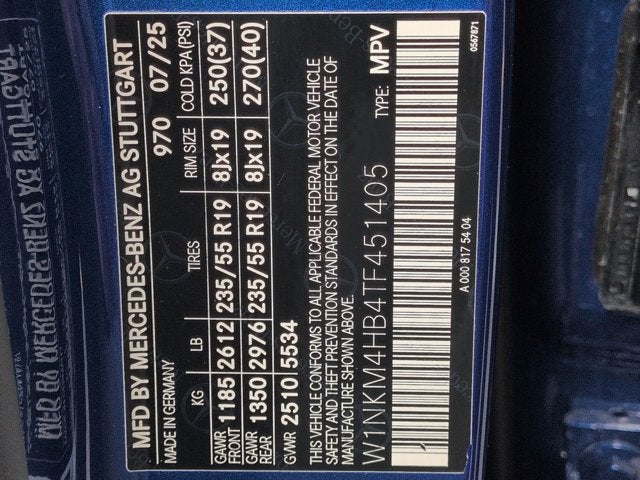 MFD BY MERCEDES-BENZ AG STUTTGART
MADE IN GERMANY 970 07/25
KG LB TIRES RIM SIZE COLD KPA(PSI)
GAWR FRONT 1185 2612 235/55 R19 8Jx19 250(37)
GAWR REAR 1350 2976 235/55 R19 8Jx19 270(40)
GVWR 2510 5534
THIS VEHICLE CONFORMS TO ALL APPLICABLE FEDERAL MOTOR VEHICLE
SAFETY AND THEFT PREVENTION STANDARDS IN EFFECT ON THE DATE OF
MANUFACTURE SHOWN ABOVE.
W1NKM4HB4TF451405 TYPE: MPV
A 000 817 54 04
0567871